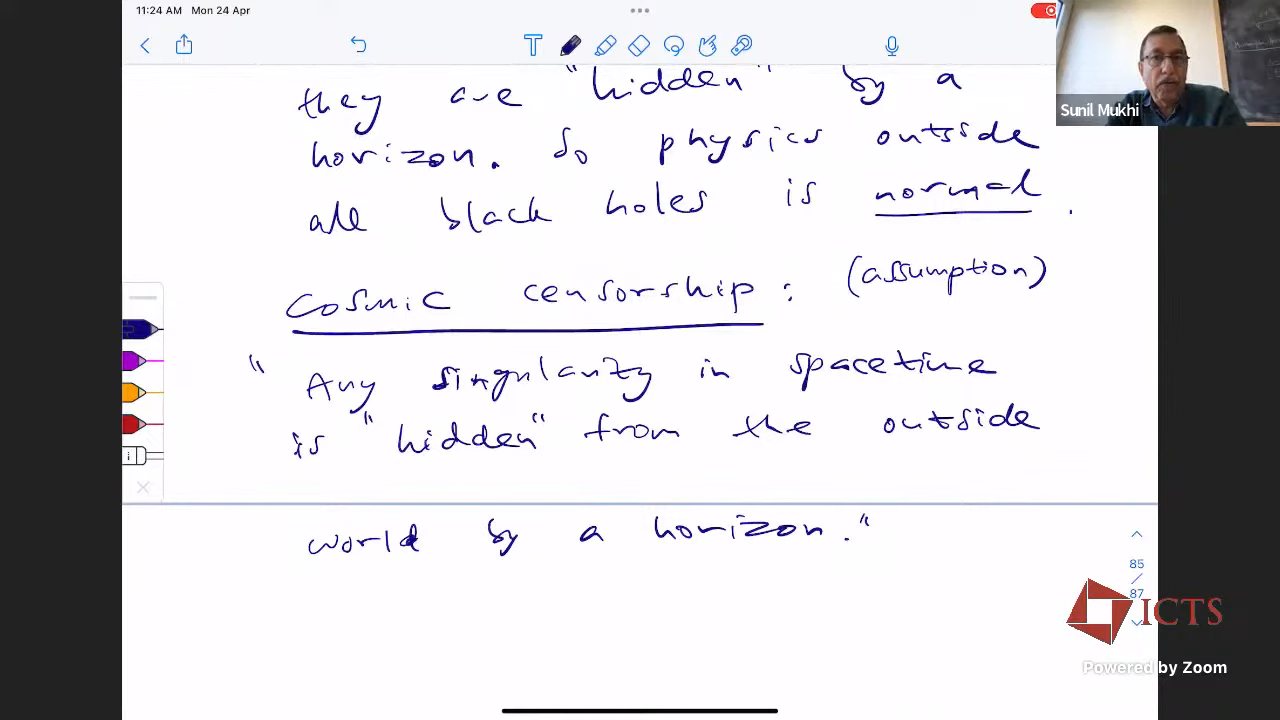 11:24 AM Mon 24 Apr
Sunil Mukhi
they are "hidden" by a
horizon. So physics outside
all black holes is normal.
Cosmic censorship : (assumption)
"Any singularity in spacetime
is "hidden" from the outside
world by a horizon."
85
/
87
ICTS
Powered by Zoom